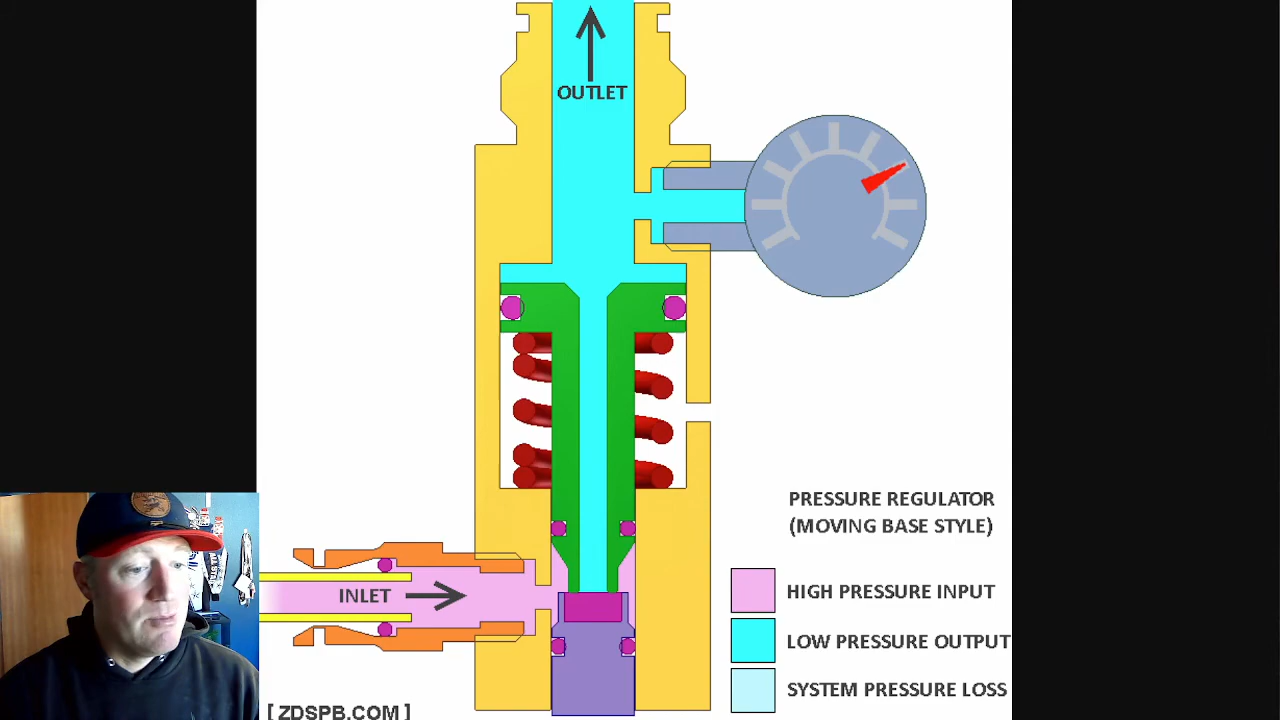 OUTLET
PRESSURE REGULATOR
(MOVING BASE STYLE)
INLET
HIGH PRESSURE INPUT
LOW PRESSURE OUTPUT
SYSTEM PRESSURE LOSS
[ZDSPB.COM]